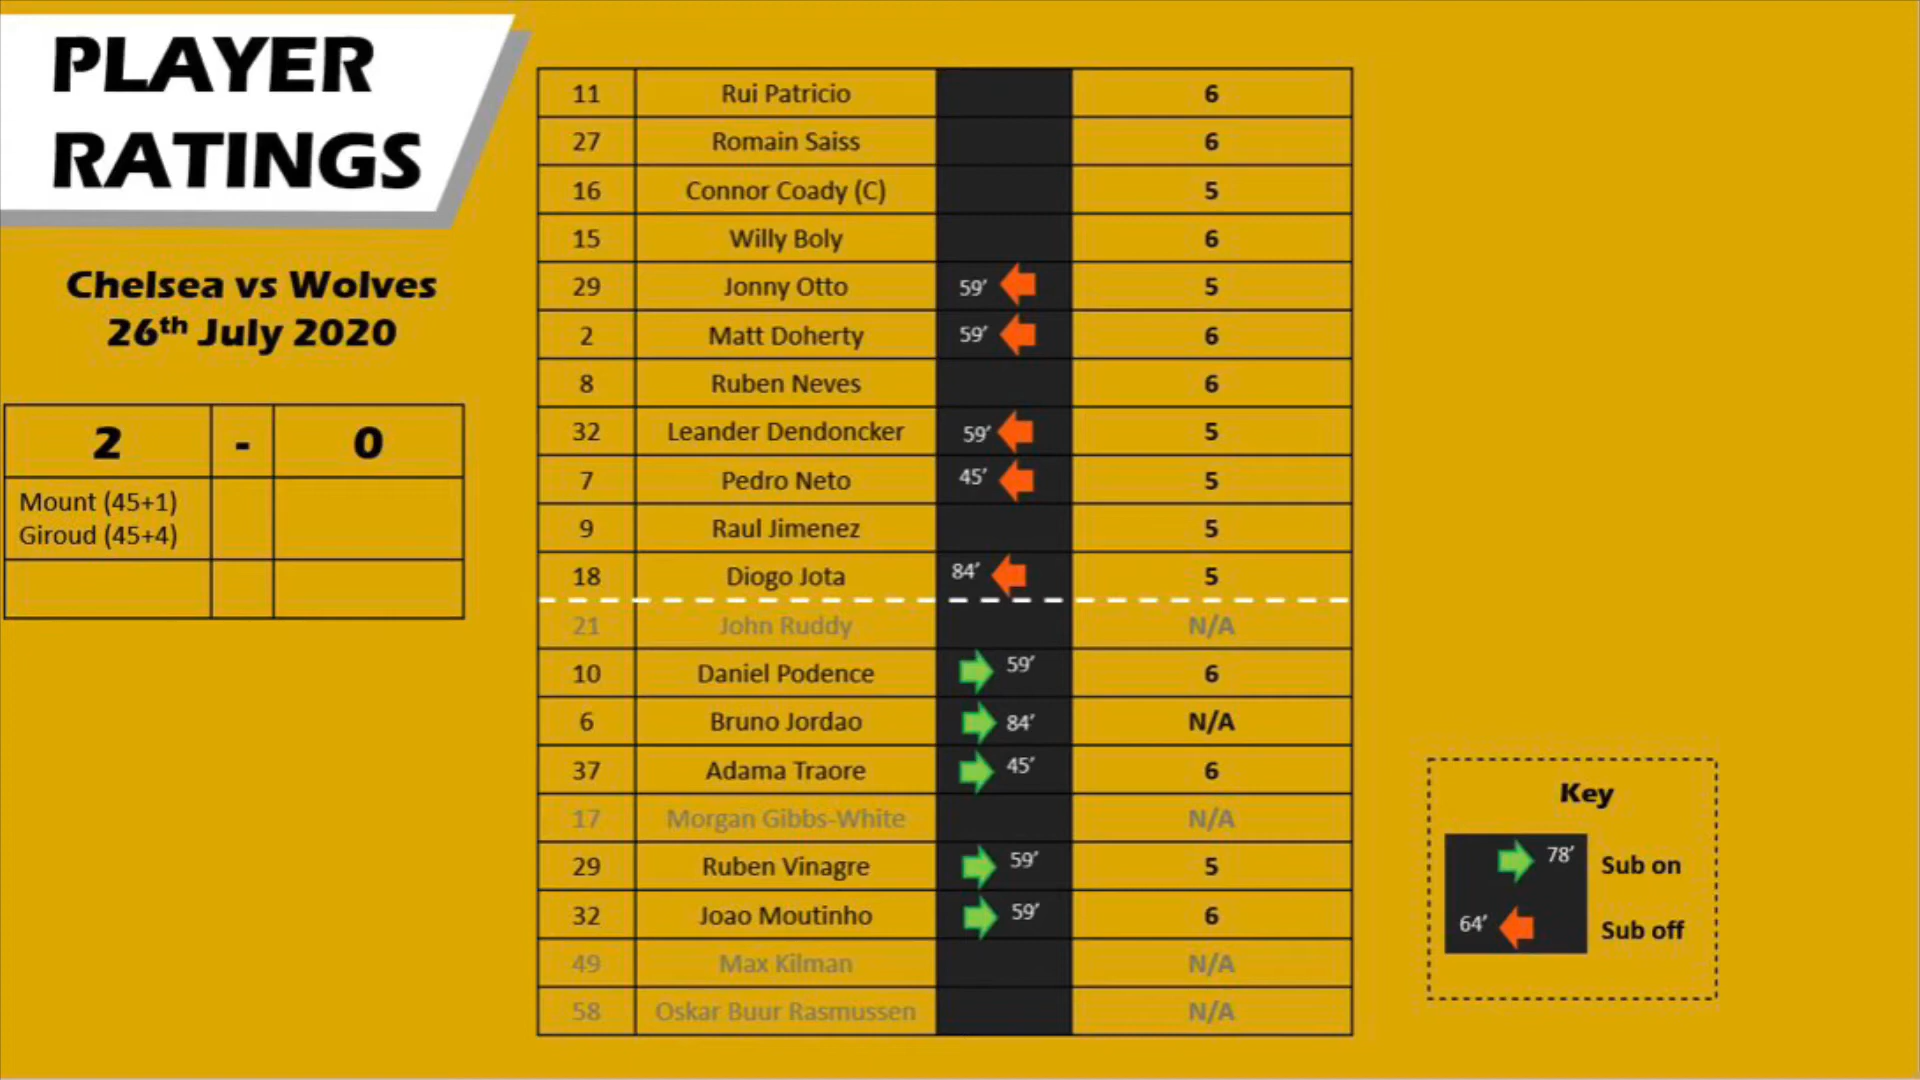 PLAYER
RATINGS
Chelsea vs Wolves
26th July 2020
2 - 0
Mount (45+1)
Giroud (45+4)
11 Rui Patricio 6
27 Romain Saiss 6
16 Connor Coady (C) 5
15 Willy Boly 6
29 Jonny Otto 59' 5
2 Matt Doherty 59' 6
8 Ruben Neves 6
32 Leander Dendoncker 59' 5
7 Pedro Neto 45' 5
9 Raul Jimenez 5
18 Diogo Jota 84' 5
21 John Ruddy N/A
10 Daniel Podence 59' 6
6 Bruno Jordao 84' N/A
37 Adama Traore 45' 6
17 Morgan Gibbs-White N/A
29 Ruben Vinagre 59' 5
32 Joao Moutinho 59' 6
49 Max Kilman N/A
58 Oskar Buur Rasmussen N/A
Key
78' Sub on
64' Sub off